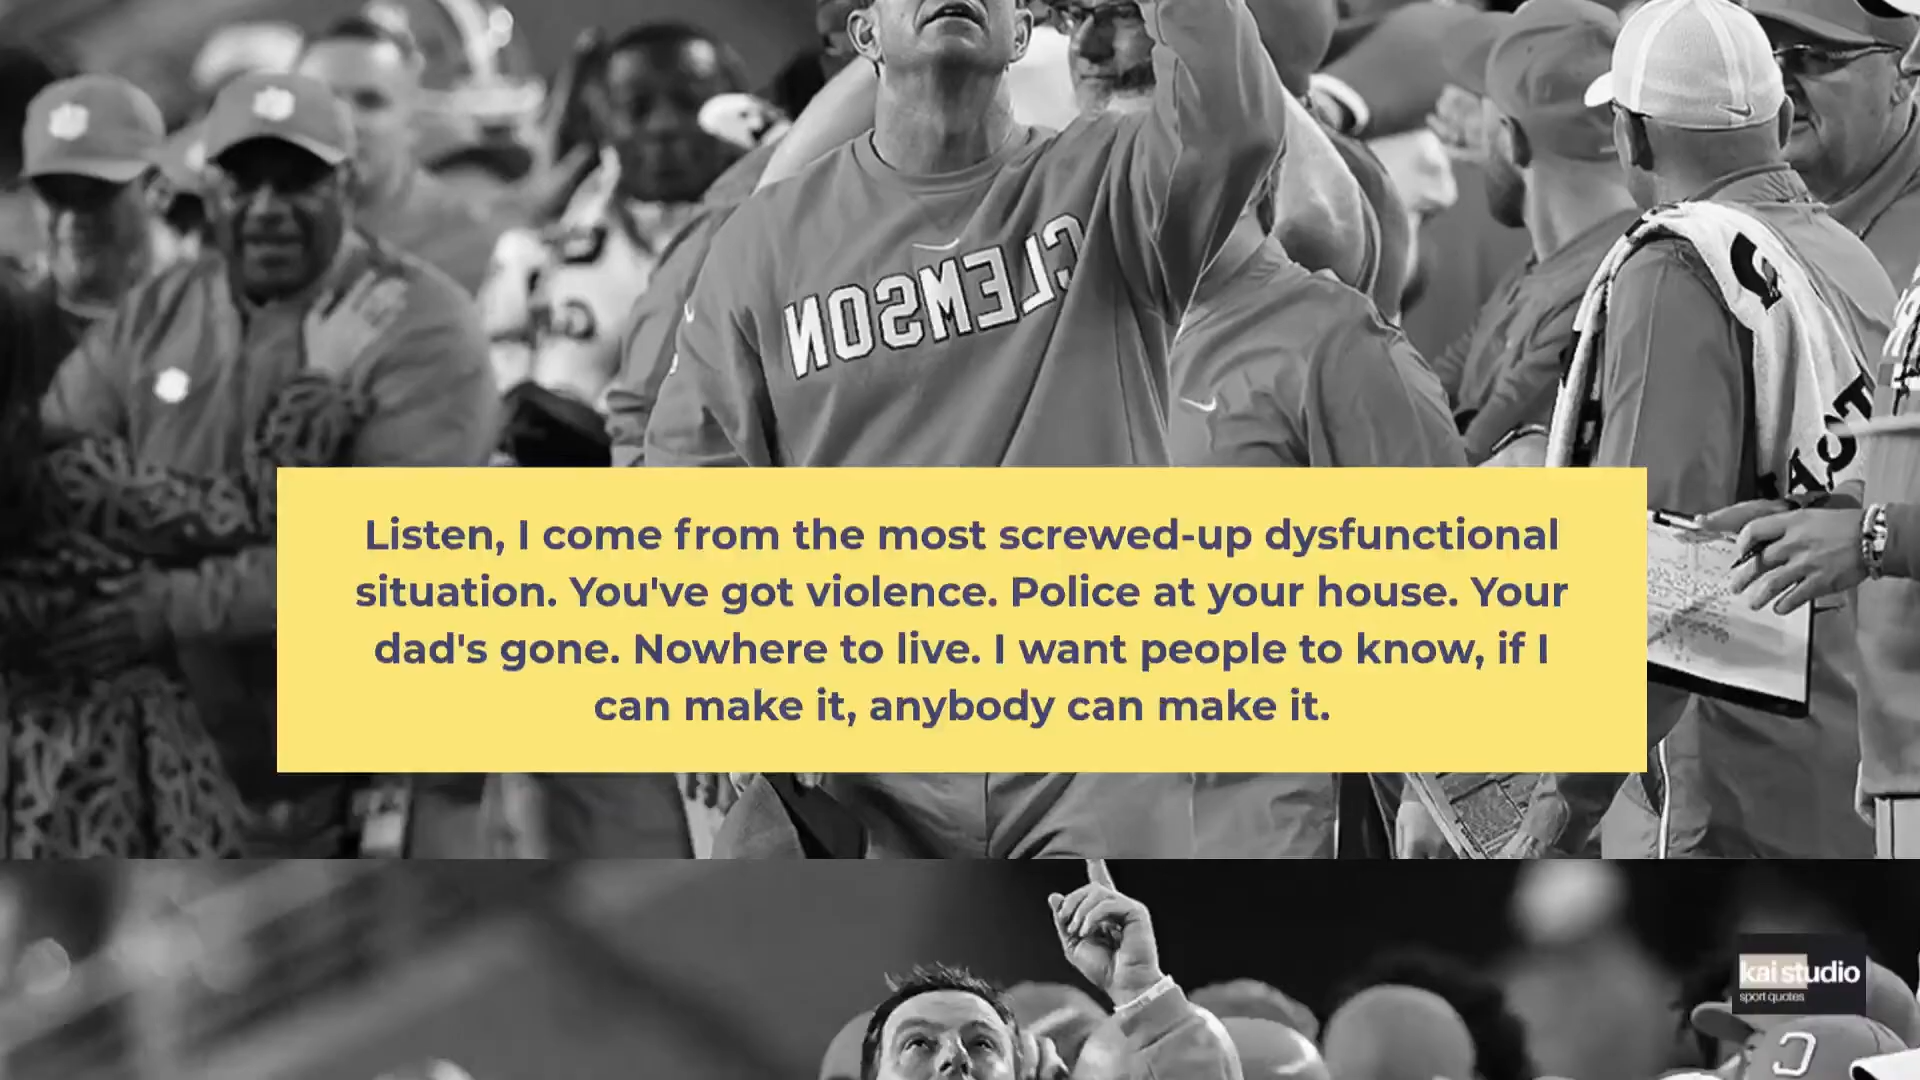 CLEMSON
Listen, I come from the most screwed-up dysfunctional
situation. You've got violence. Police at your house. Your
dad's gone. Nowhere to live. I want people to know, if I
can make it, anybody can make it.
kai studio
sport quotes
C